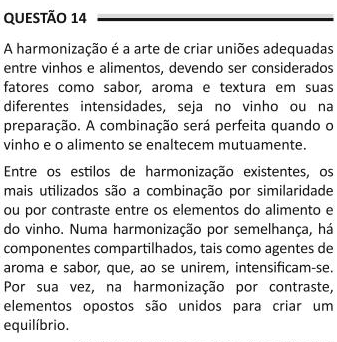 QUESTÃO 14
A harmonização é a arte de criar uniões adequadas
entre vinhos e alimentos, devendo ser considerados
fatores como sabor, aroma e textura em suas
diferentes intensidades, seja no vinho ou na
preparação. A combinação será perfeita quando o
vinho e o alimento se enaltecem mutuamente.
Entre os estilos de harmonização existentes, os
mais utilizados são a combinação por similaridade
ou por contraste entre os elementos do alimento e
do vinho. Numa harmonização por semelhança, há
componentes compartilhados, tais como agentes de
aroma e sabor, que, ao se unirem, intensificam-se.
Por sua vez, na harmonização por contraste,
elementos opostos são unidos para criar um
equilíbrio.